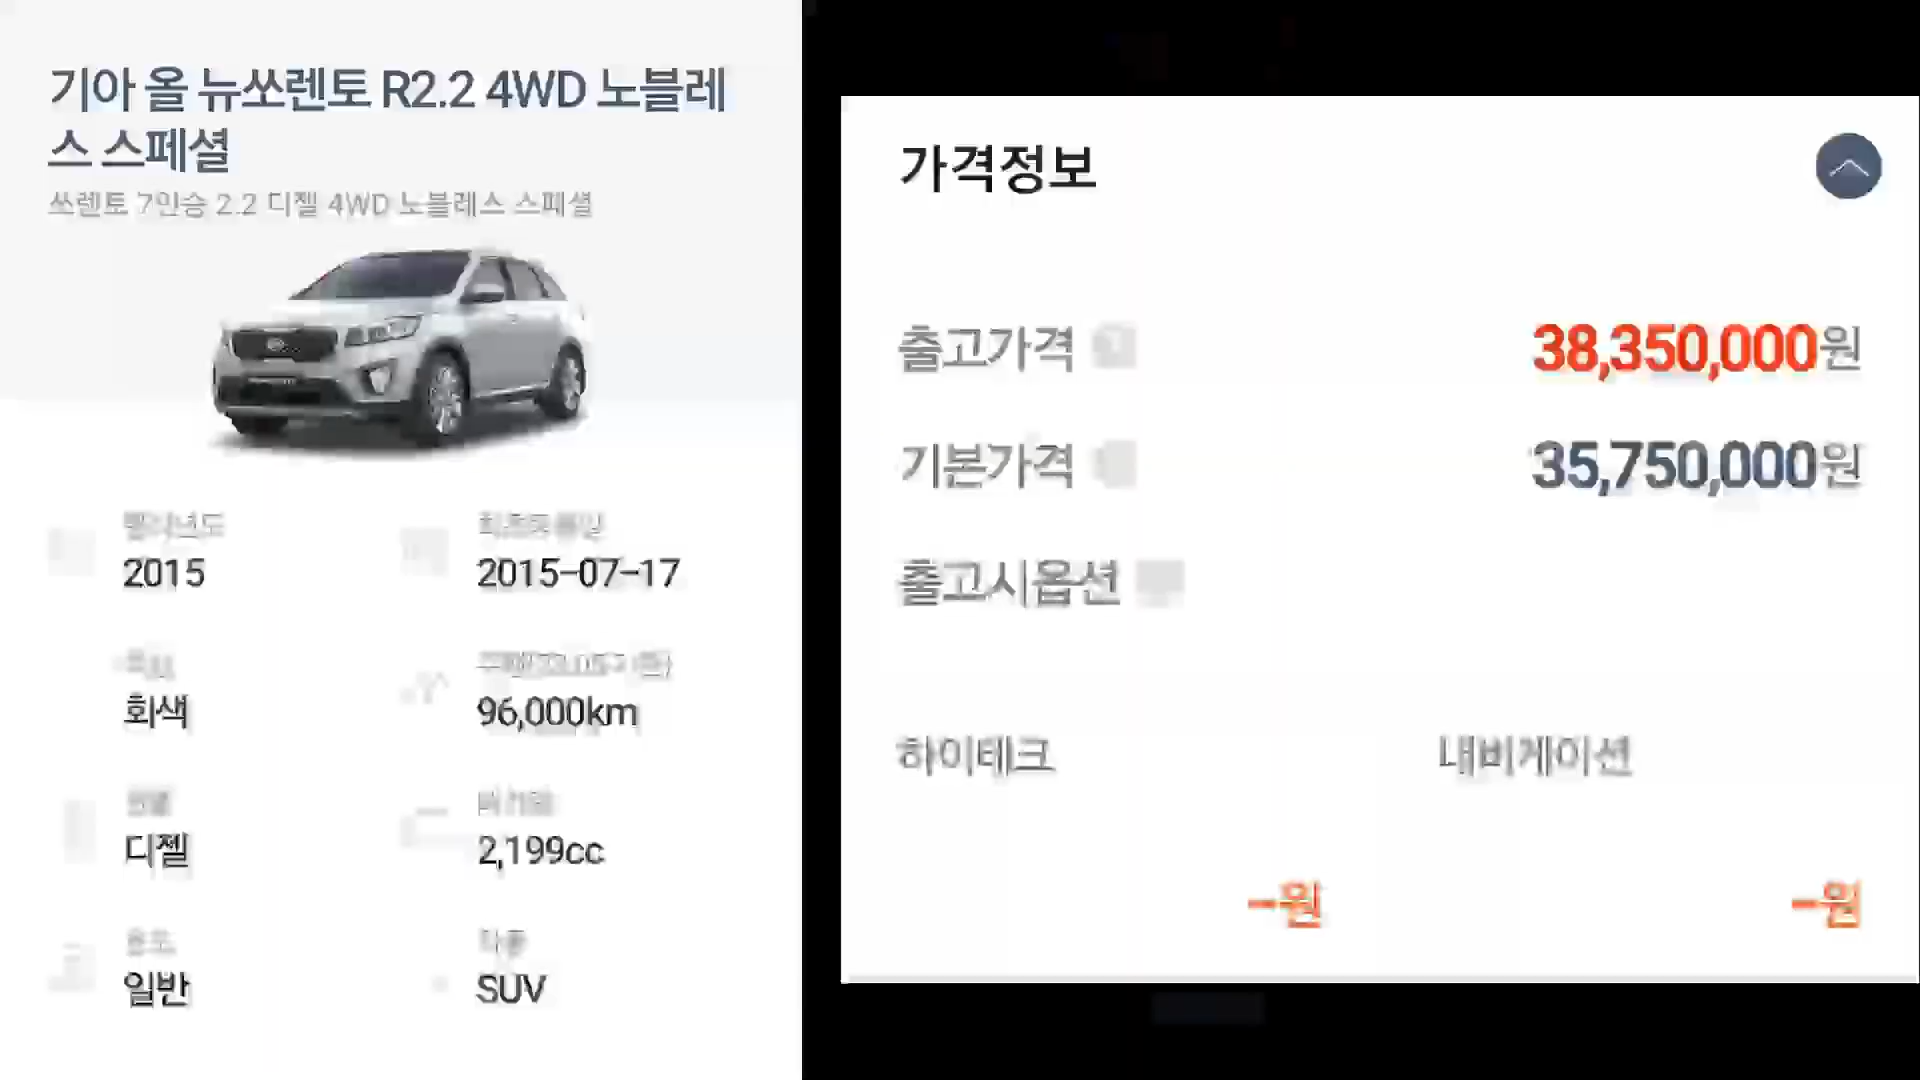 기아 올 뉴쏘렌토 R2.2 4WD 노블레
스 스페셜
쏘렌토 7인승 2.2 디젤 4WD 노블레스 스페셜
2015
2015-07-17
회색
96,000km
디젤
2,199cc
일반
SUV
가격정보
출고가격
38,350,000원
기본가격
35,750,000원
출고시옵션
하이테크
내비게이션
-원
-원